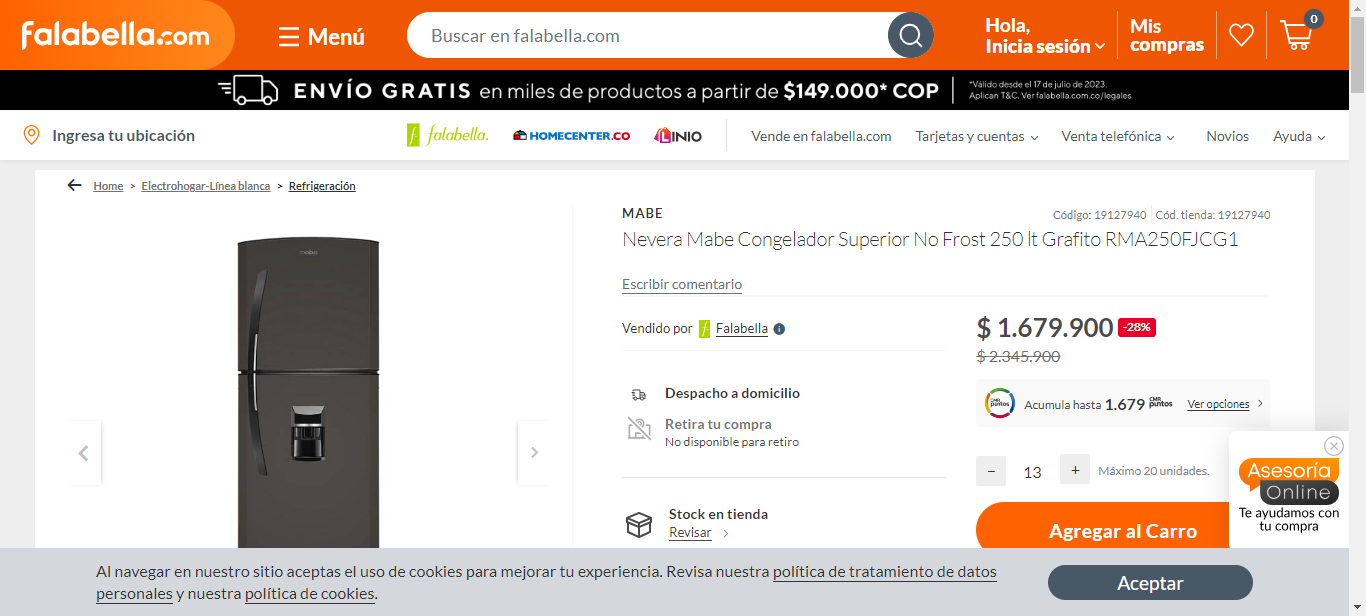 falabella.com
Menú
Buscar en falabella.com
Hola,
Inicia sesión
Mis
compras
0
ENVÍO GRATIS en miles de productos a partir de $149.000* COP
*Válido desde el 17 de julio de 2023.
Aplican T&C. Ver falabella.com.co/legales
Ingresa tu ubicación
falabella.
HOMECENTER.CO
LINIO
Vende en falabella.com
Tarjetas y cuentas
Venta telefónica
Novios
Ayuda
Home > Electrohogar-Línea blanca > Refrigeración
mabe
MABE
Código: 19127940
Cód. tienda: 19127940
Nevera Mabe Congelador Superior No Frost 250 lt Grafito RMA250FJCG1
Escribir comentario
Vendido por f Falabella i
$ 1.679.900 -28%
$ 2.345.900
CMR puntos
Acumula hasta 1.679 CMR puntos
Ver opciones >
Despacho a domicilio
Retira tu compra
No disponible para retiro
- 13 + Máximo 20 unidades.
Stock en tienda
Revisar >
Agregar al Carro
Asesoría
Online
Te ayudamos con
tu compra
Al navegar en nuestro sitio aceptas el uso de cookies para mejorar tu experiencia. Revisa nuestra política de tratamiento de datos
personales y nuestra política de cookies.
Aceptar